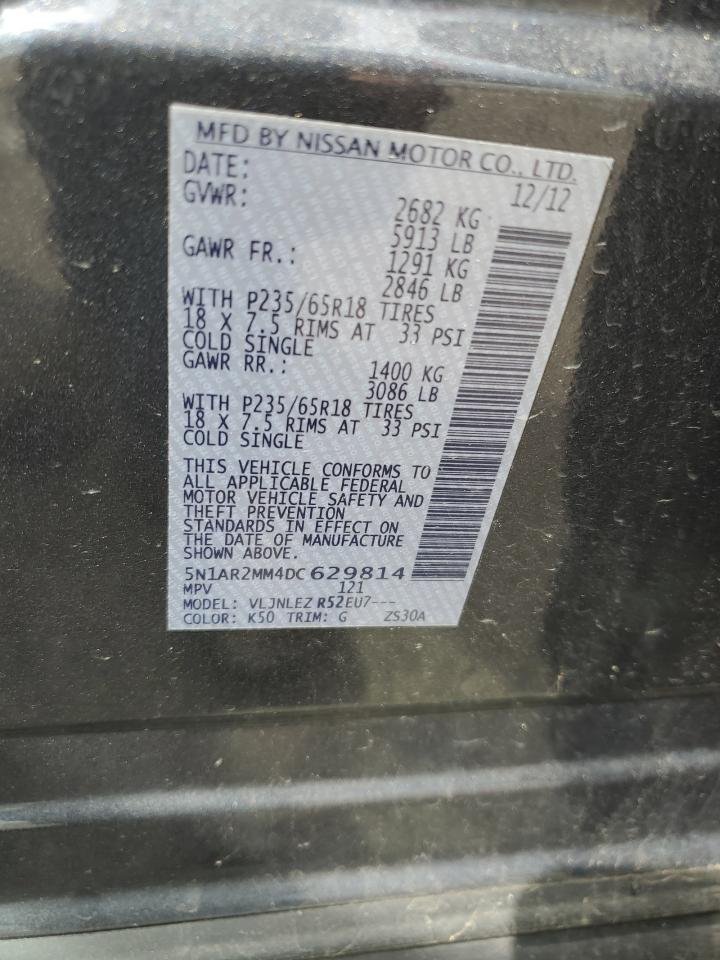 MFD BY NISSAN MOTOR CO., LTD.
DATE: 12/12
GVWR: 2682 KG
5913 LB
GAWR FR.: 1291 KG
2846 LB
WITH P235/65R18 TIRES
18 X 7.5 RIMS AT 33 PSI
COLD SINGLE
GAWR RR.: 1400 KG
3086 LB
WITH P235/65R18 TIRES
18 X 7.5 RIMS AT 33 PSI
COLD SINGLE
THIS VEHICLE CONFORMS TO
ALL APPLICABLE FEDERAL
MOTOR VEHICLE SAFETY AND
THEFT PREVENTION
STANDARDS IN EFFECT ON
THE DATE OF MANUFACTURE
SHOWN ABOVE.
5N1AR2MM4DC629814
MPV 121
MODEL: VLJNLEZ R52EU7---
COLOR: K50 TRIM: G ZS30A